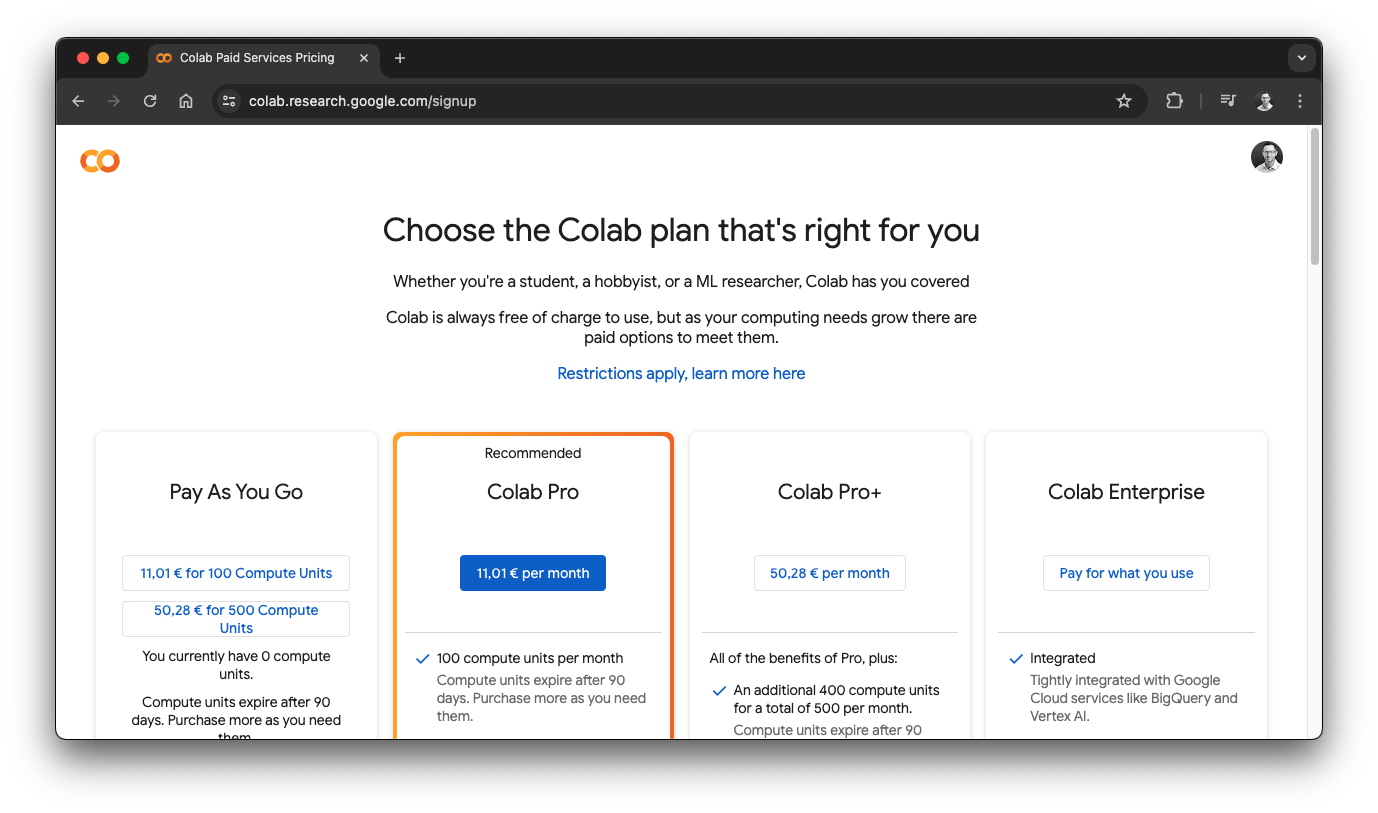 Colab Paid Services Pricing
colab.research.google.com/signup
Choose the Colab plan that's right for you
Whether you're a student, a hobbyist, or a ML researcher, Colab has you covered
Colab is always free of charge to use, but as your computing needs grow there are
paid options to meet them.
Restrictions apply, learn more here
Pay As You Go
11,01 € for 100 Compute Units
50,28 € for 500 Compute
Units
You currently have 0 compute
units.
Compute units expire after 90
days. Purchase more as you need
them.
Recommended
Colab Pro
11,01 € per month
100 compute units per month
Compute units expire after 90
days. Purchase more as you need
them.
Colab Pro+
50,28 € per month
All of the benefits of Pro, plus:
An additional 400 compute units
for a total of 500 per month.
Compute units expire after 90
Colab Enterprise
Pay for what you use
Integrated
Tightly integrated with Google
Cloud services like BigQuery and
Vertex AI.